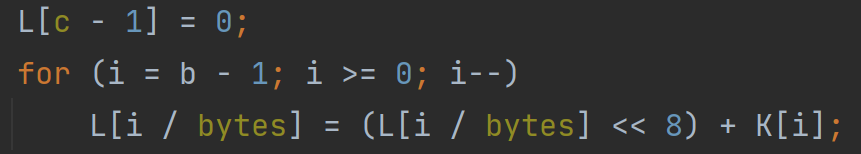 L[c - 1] = 0;
for (i = b - 1; i >= 0; i--)
L[i / bytes] = (L[i / bytes] << 8) + K[i];